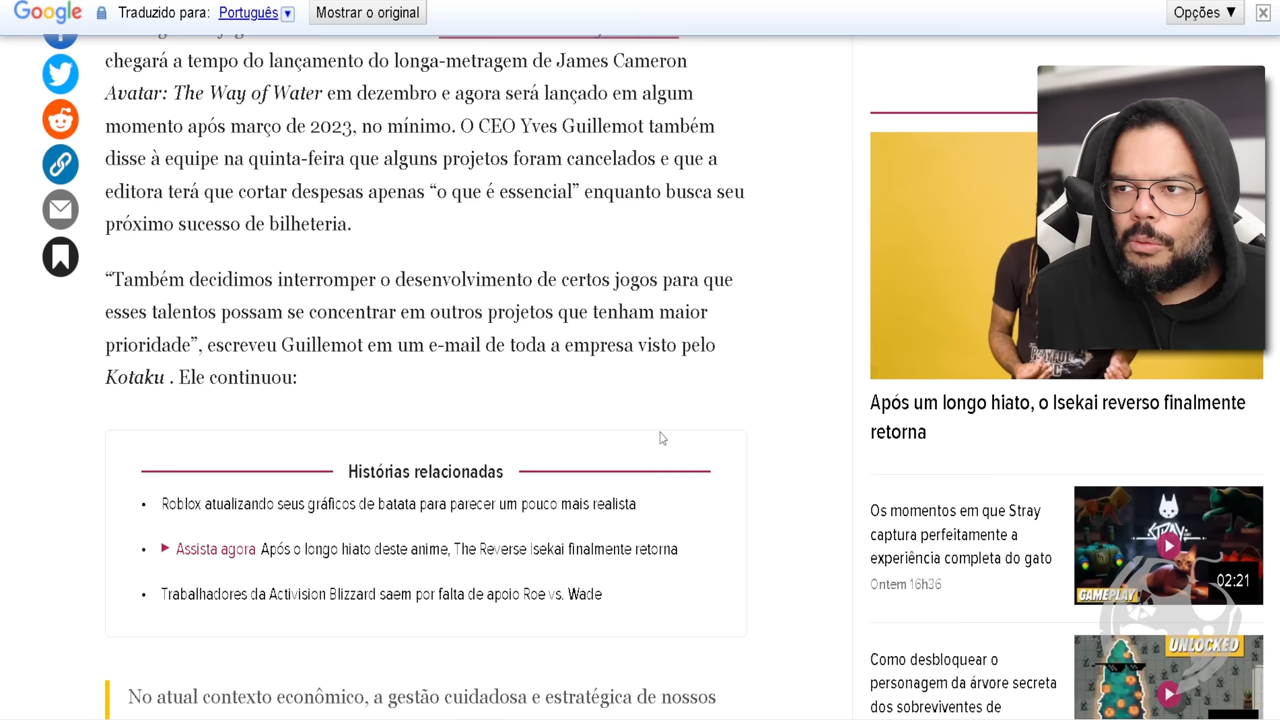 Google
Traduzido para: Português
Mostrar o original
Opções ▼
chegará a tempo do lançamento do longa-metragem de James Cameron
Avatar: The Way of Water em dezembro e agora será lançado em algum
momento após março de 2023, no mínimo. O CEO Yves Guillemot também
disse à equipe na quinta-feira que alguns projetos foram cancelados e que a
editora terá que cortar despesas apenas “o que é essencial” enquanto busca seu
próximo sucesso de bilheteria.
“Também decidimos interromper o desenvolvimento de certos jogos para que
esses talentos possam se concentrar em outros projetos que tenham maior
prioridade”, escreveu Guillemot em um e-mail de toda a empresa visto pelo
Kotaku . Ele continuou:
Histórias relacionadas
• Roblox atualizando seus gráficos de batata para parecer um pouco mais realista
• Assista agora Após o longo hiato deste anime, The Reverse Isekai finalmente retorna
• Trabalhadores da Activision Blizzard saem por falta de apoio Roe vs. Wade
No atual contexto econômico, a gestão cuidadosa e estratégica de nossos
Após um longo hiato, o Isekai reverso finalmente
retorna
Os momentos em que Stray
captura perfeitamente a
experiência completa do gato
Ontem 16h36
STRAY
GAMEPLAY
02:21
Como desbloquear o
personagem da árvore secreta
dos sobreviventes de
UNLOCKED